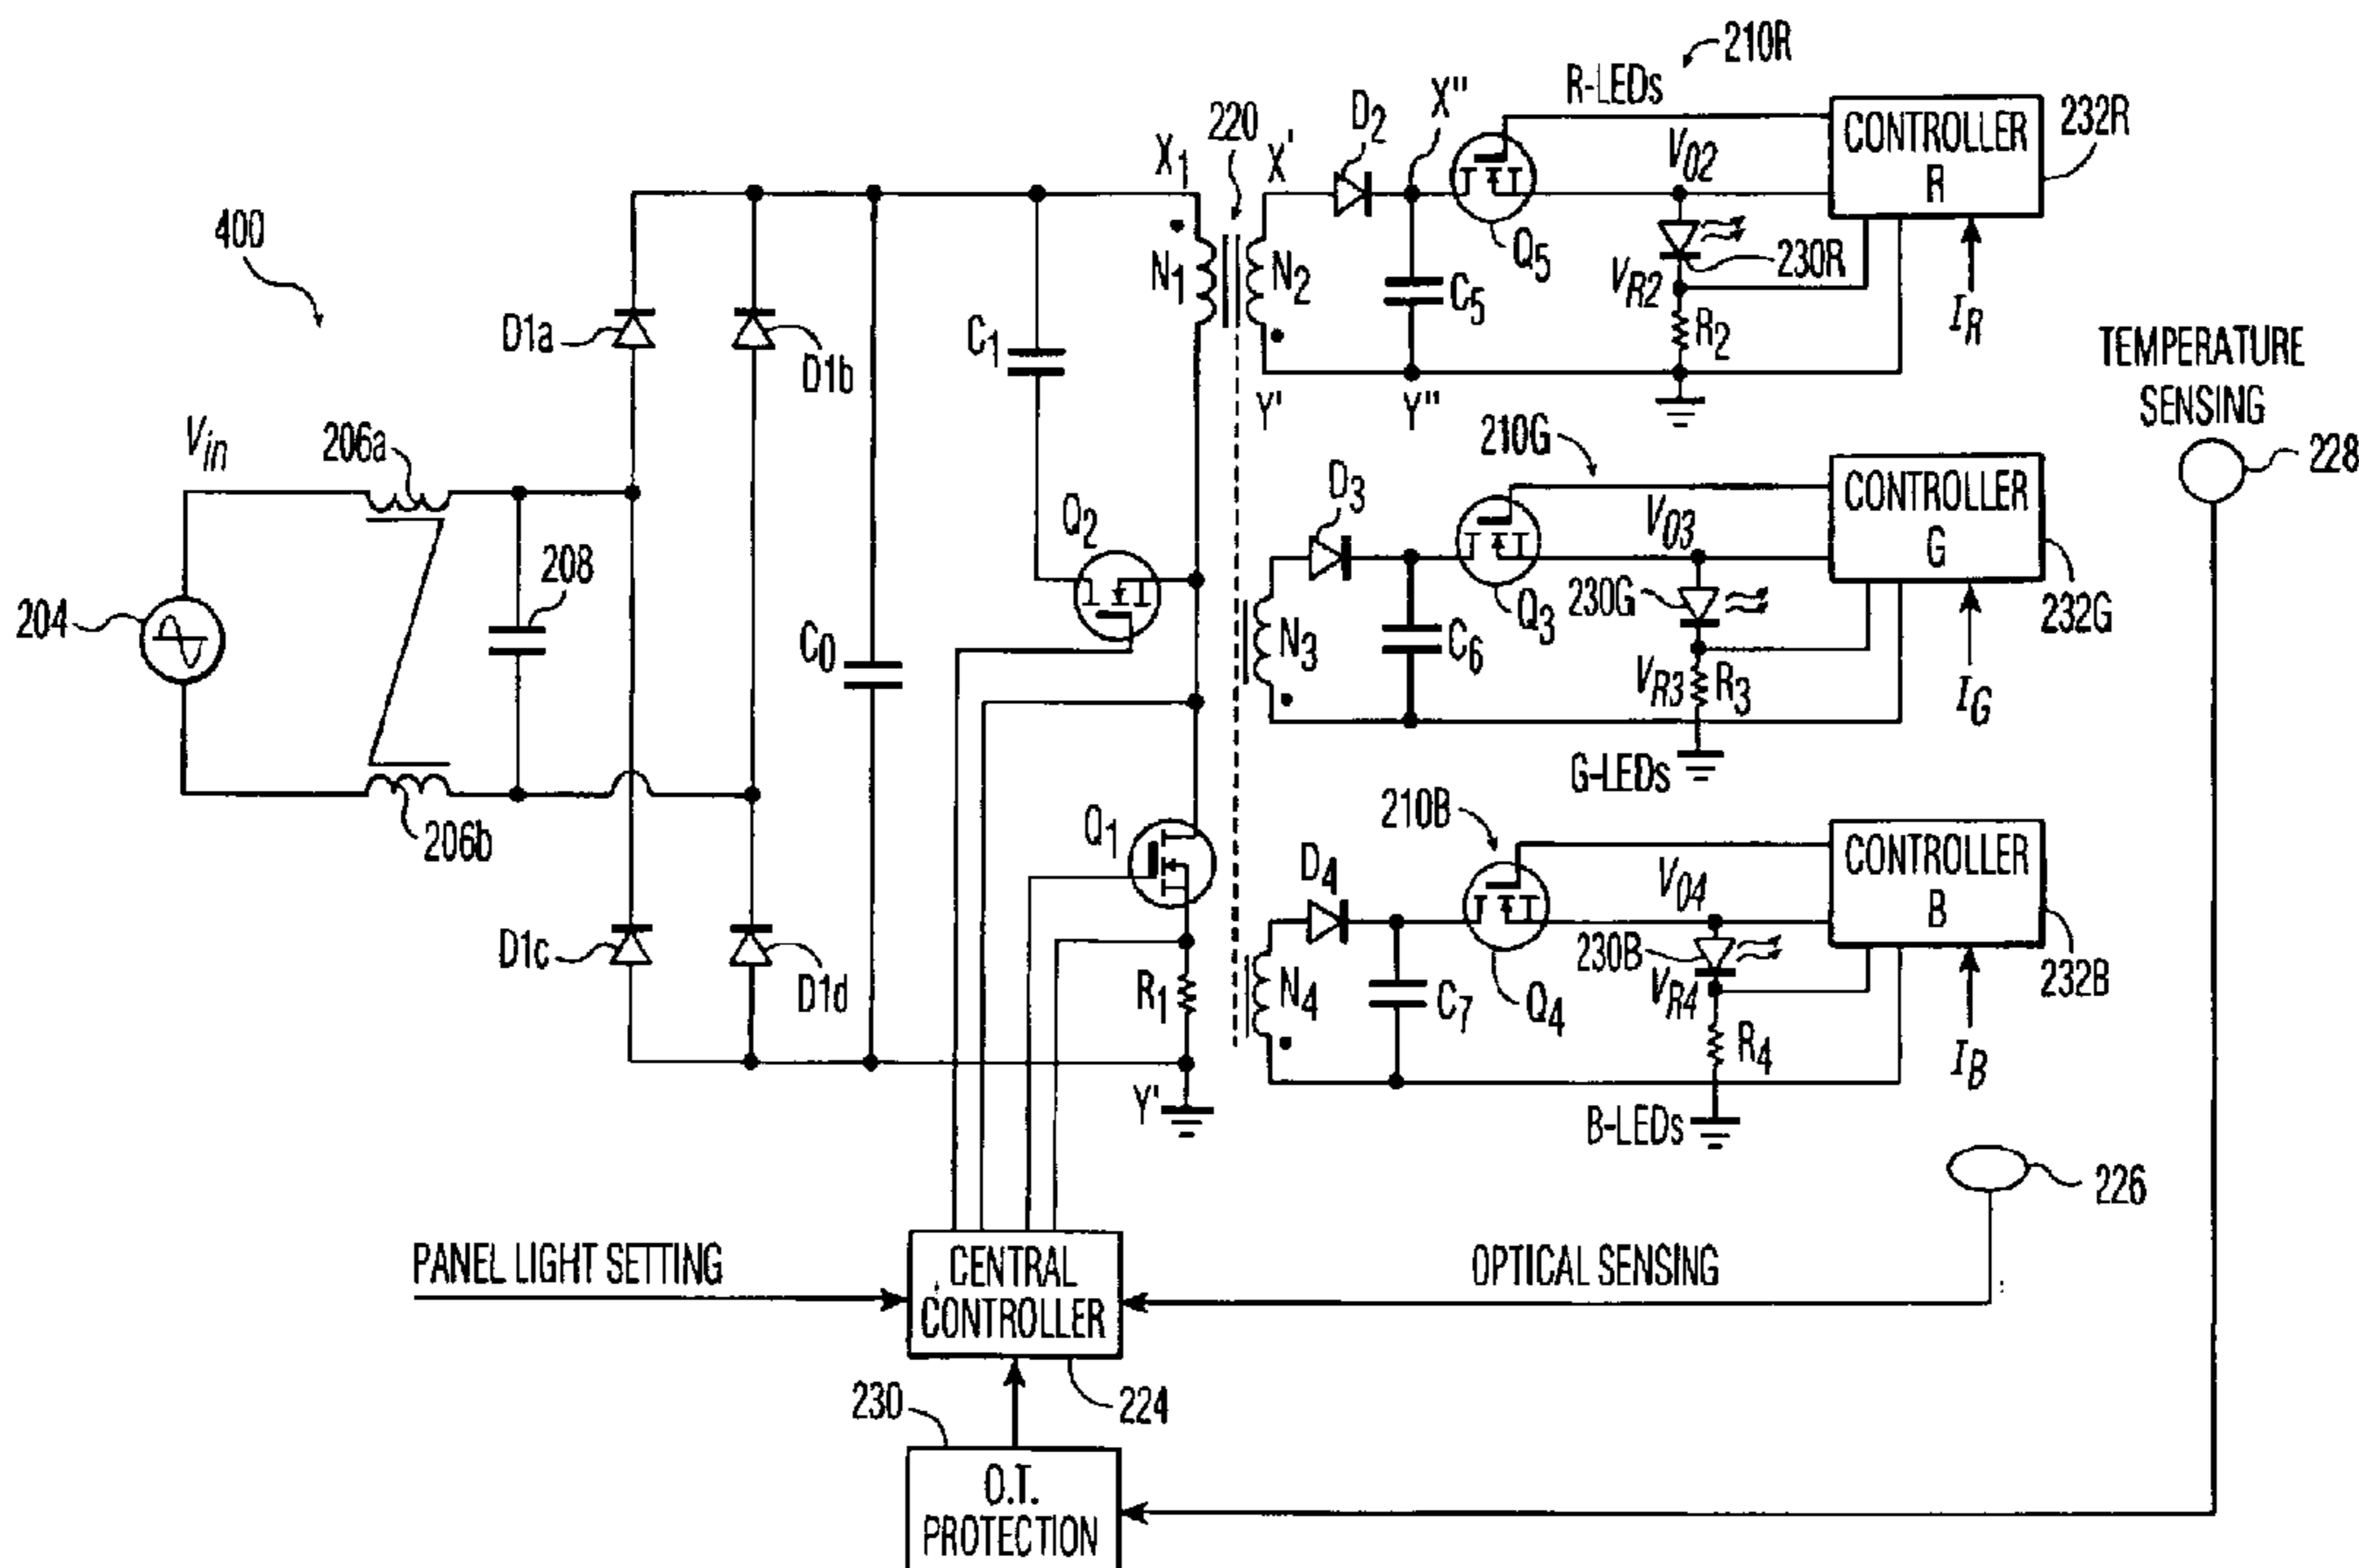 210R
R-LEDs
X"
D2
220
X'
X1
VO2
CONTROLLER
R
232R
400
N1
N2
C5
Q5
VR2
230R
R2
IR
D1a
D1b
C1
Y'
Y"
TEMPERATURE
SENSING
228
Vin
206a
210G
D3
VO3
CONTROLLER
G
232G
204
208
Q2
C0
N3
C6
Q3
230G
VR3
R3
IG
G-LEDs
206b
Q1
210B
D4
VO4
CONTROLLER
B
232B
D1c
D1d
R1
N4
C7
Q4
230B
VR4
R4
IB
Y'
B-LEDs
226
PANEL LIGHT SETTING
CENTRAL
CONTROLLER
OPTICAL SENSING
230
224
O.T.
PROTECTION